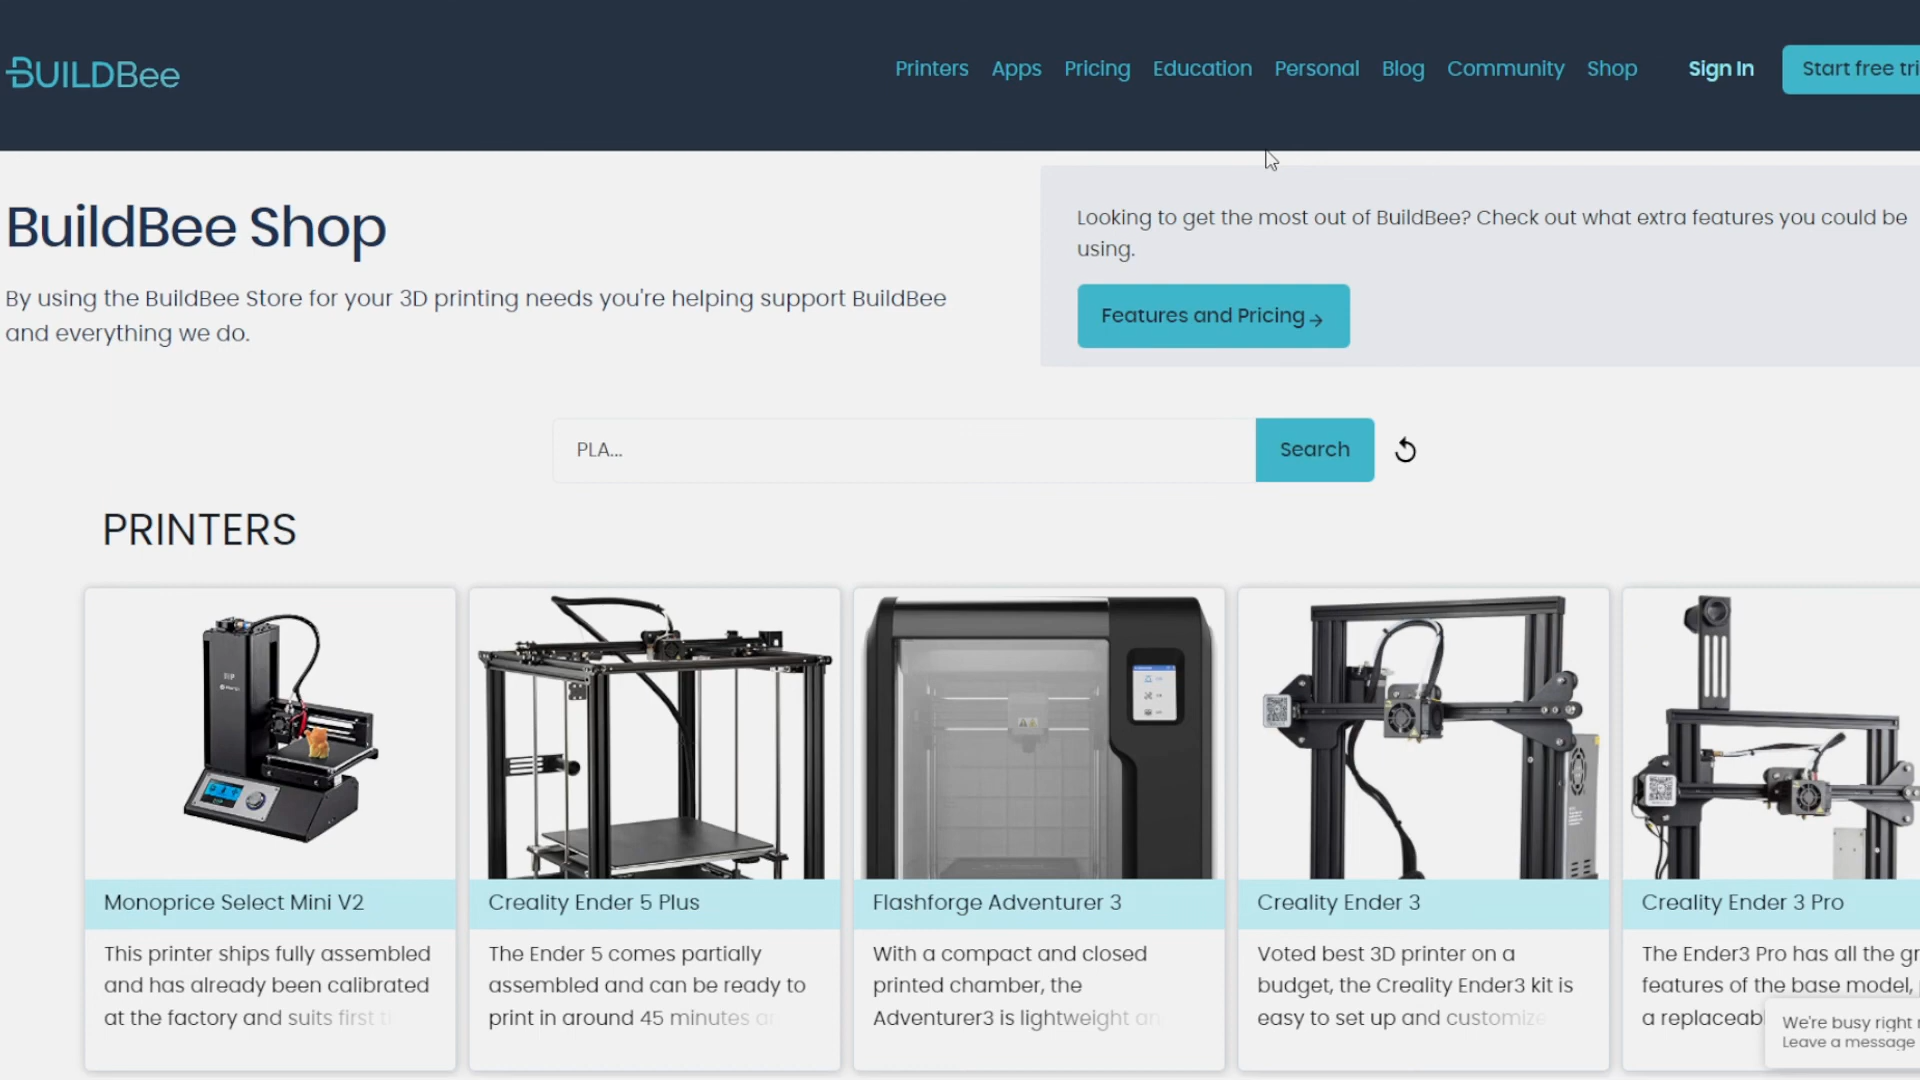 BUILDBee
Printers Apps Pricing Education Personal Blog Community Shop Sign In Start free tri
BuildBee Shop
By using the BuildBee Store for your 3D printing needs you're helping support BuildBee
and everything we do.
Looking to get the most out of BuildBee? Check out what extra features you could be
using.
Features and Pricing →
PLA...
Search
PRINTERS
Monoprice Select Mini V2
This printer ships fully assembled
and has already been calibrated
at the factory and suits first
Creality Ender 5 Plus
The Ender 5 comes partially
assembled and can be ready to
print in around 45 minutes
Flashforge Adventurer 3
With a compact and closed
printed chamber, the
Adventurer3 is lightweight an
Creality Ender 3
Voted best 3D printer on a
budget, the Creality Ender3 kit is
easy to set up and customize
Creality Ender 3 Pro
The Ender3 Pro has all the gr
features of the base model,
a replaceab
We're busy right
Leave a message